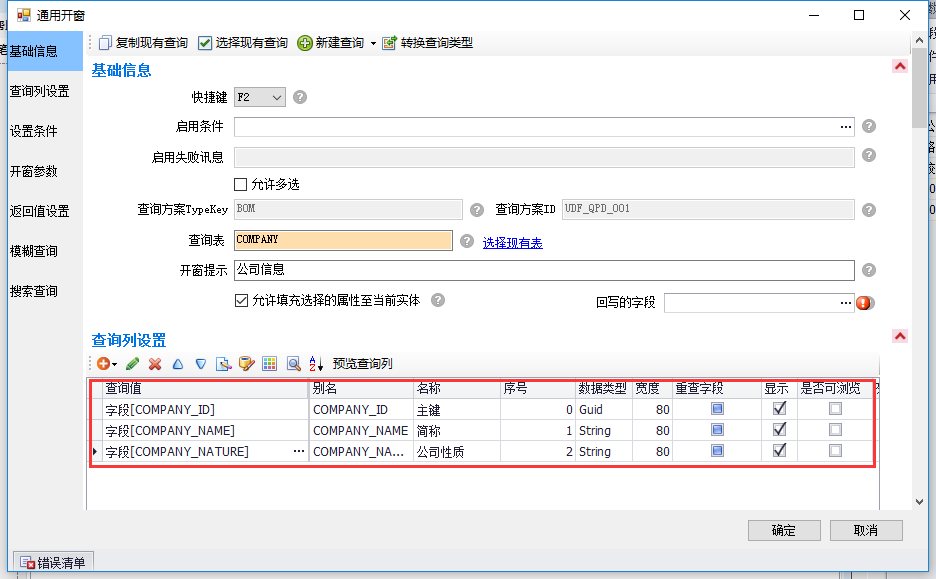 通用开窗
复制现有查询 选择现有查询 新建查询 转换查询类型
基础信息
查询列设置
设置条件
开窗参数
返回值设置
模糊查询
搜索查询
基础信息
快捷键 F2
启用条件 ...
启用失败讯息
允许多选
查询方案TypeKey BOM 查询方案ID UDF_QPD_001
查询表 COMPANY 选择现有表
开窗提示 公司信息
允许填充选择的属性至当前实体 回写的字段 ...
查询列设置
预览查询列
查询值 别名 名称 序号 数据类型 宽度 重查字段 显示 是否可浏览
字段[COMPANY_ID] COMPANY_ID 主键 0 Guid 80
字段[COMPANY_NAME] COMPANY_NAME 简称 1 String 80
字段[COMPANY_NATURE] ... COMPANY_NA... 公司性质 2 String 80
确定 取消
错误清单